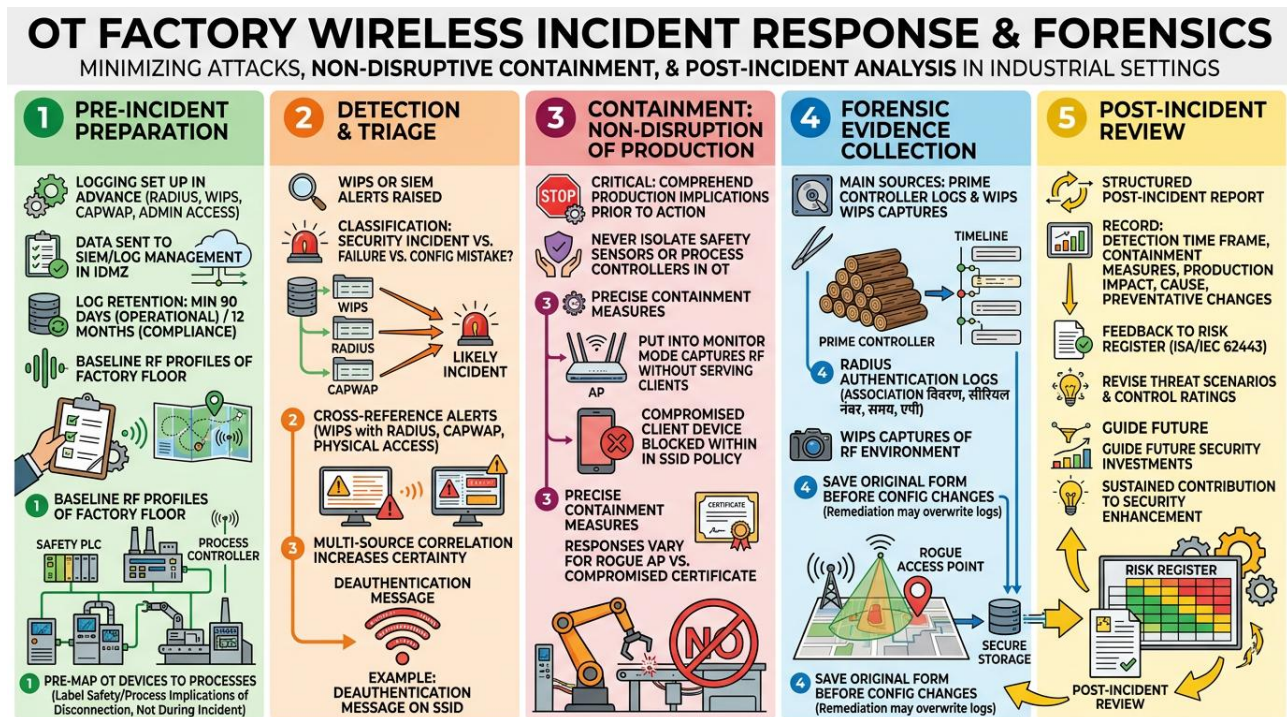 OT FACTORY WIRELESS INCIDENT RESPONSE & FORENSICS
MINIMIZING ATTACKS, NON-DISRUPTIVE CONTAINMENT, & POST-INCIDENT ANALYSIS IN INDUSTRIAL SETTINGS
1 PRE-INCIDENT
PREPARATION
LOGGING SET UP IN
ADVANCE (RADIUS, WIPS,
CAPWAP, ADMIN ACCESS)
DATA SENT TO
SIEM/LOG MANAGEMENT
IN IDMZ
LOG RETENTION: MIN 90
DAYS (OPERATIONAL) / 12
MONTHS (COMPLIANCE)
BASELINE RF PROFILES OF
FACTORY FLOOR
1 BASELINE RF PROFILES
OF FACTORY FLOOR
SAFETY PLC
PROCESS
CONTROLLER
1 PRE-MAP OT DEVICES TO PROCESSES
(Label Safety/Process Implications of
Disconnection, Not During Incident)
2 DETECTION
& TRIAGE
WIPS OR SIEM
ALERTS RAISED
CLASSIFICATION:
SECURITY INCIDENT VS.
FAILURE VS. CONFIG MISTAKE?
WIPS
RADIUS
CAPWAP
LIKELY
INCIDENT
2 CROSS-REFERENCE ALERTS
(WIPS with RADIUS, CAPWAP,
PHYSICAL ACCESS)
3 MULTI-SOURCE CORRELATION
INCREASES CERTAINTY
DEAUTHENTICATION
MESSAGE
EXAMPLE:
DEAUTHENTICATION
MESSAGE ON SSID
3 CONTAINMENT:
NON-DISRUPTION
OF PRODUCTION
STOP
CRITICAL: COMPREHEND
PRODUCTION IMPLICATIONS
PRIOR TO ACTION
NEVER ISOLATE SAFETY
SENSORS OR PROCESS
CONTROLLERS IN OT
3 PRECISE CONTAINMENT
MEASURES
AP
PUT INTO MONITOR
MODE CAPTURES RF
WITHOUT SERVING
CLIENTS
COMPROMISED
CLIENT DEVICE
BLOCKED WITHIN
IN SSID POLICY
3 PRECISE
CONTAINMENT
MEASURES
CERTIFICATE
RESPONSES VARY
FOR ROGUE AP VS.
COMPROMISED CERTIFICATE
NO
4 FORENSIC
EVIDENCE
COLLECTION
MAIN SOURCES: PRIME
CONTROLLER LOGS & WIPS
WIPS CAPTURES
TIMELINE
PRIME CONTROLLER
4 RADIUS
AUTHENTICATION LOGS
(ASSOCIATION विवरण, सीरियल
नंबर, समय, एपी)
WIPS CAPTURES OF
RF ENVIRONMENT
4 SAVE ORIGINAL FORM
BEFORE CONFIG CHANGES
(Remediation may overwrite logs)
ROGUE
ACCESS POINT
SECURE
STORAGE
4 SAVE ORIGINAL FORM
BEFORE CONFIG CHANGES
(Remediation may overwrite logs)
5 POST-INCIDENT
REVIEW
STRUCTURED
POST-INCIDENT REPORT
RECORD:
DETECTION TIME FRAME,
CONTAINMENT
MEASURES, PRODUCTION
IMPACT, CAUSE,
PREVENTATIVE CHANGES
FEEDBACK TO RISK
REGISTER (ISA/IEC 62443)
REVISE THREAT SCENARIOS
& CONTROL RATINGS
GUIDE FUTURE
GUIDE FUTURE SECURITY
INVESTMENTS
SUSTAINED CONTRIBUTION
TO SECURITY
ENHANCEMENT
RISK REGISTER
POST-INCIDENT
REVIEW